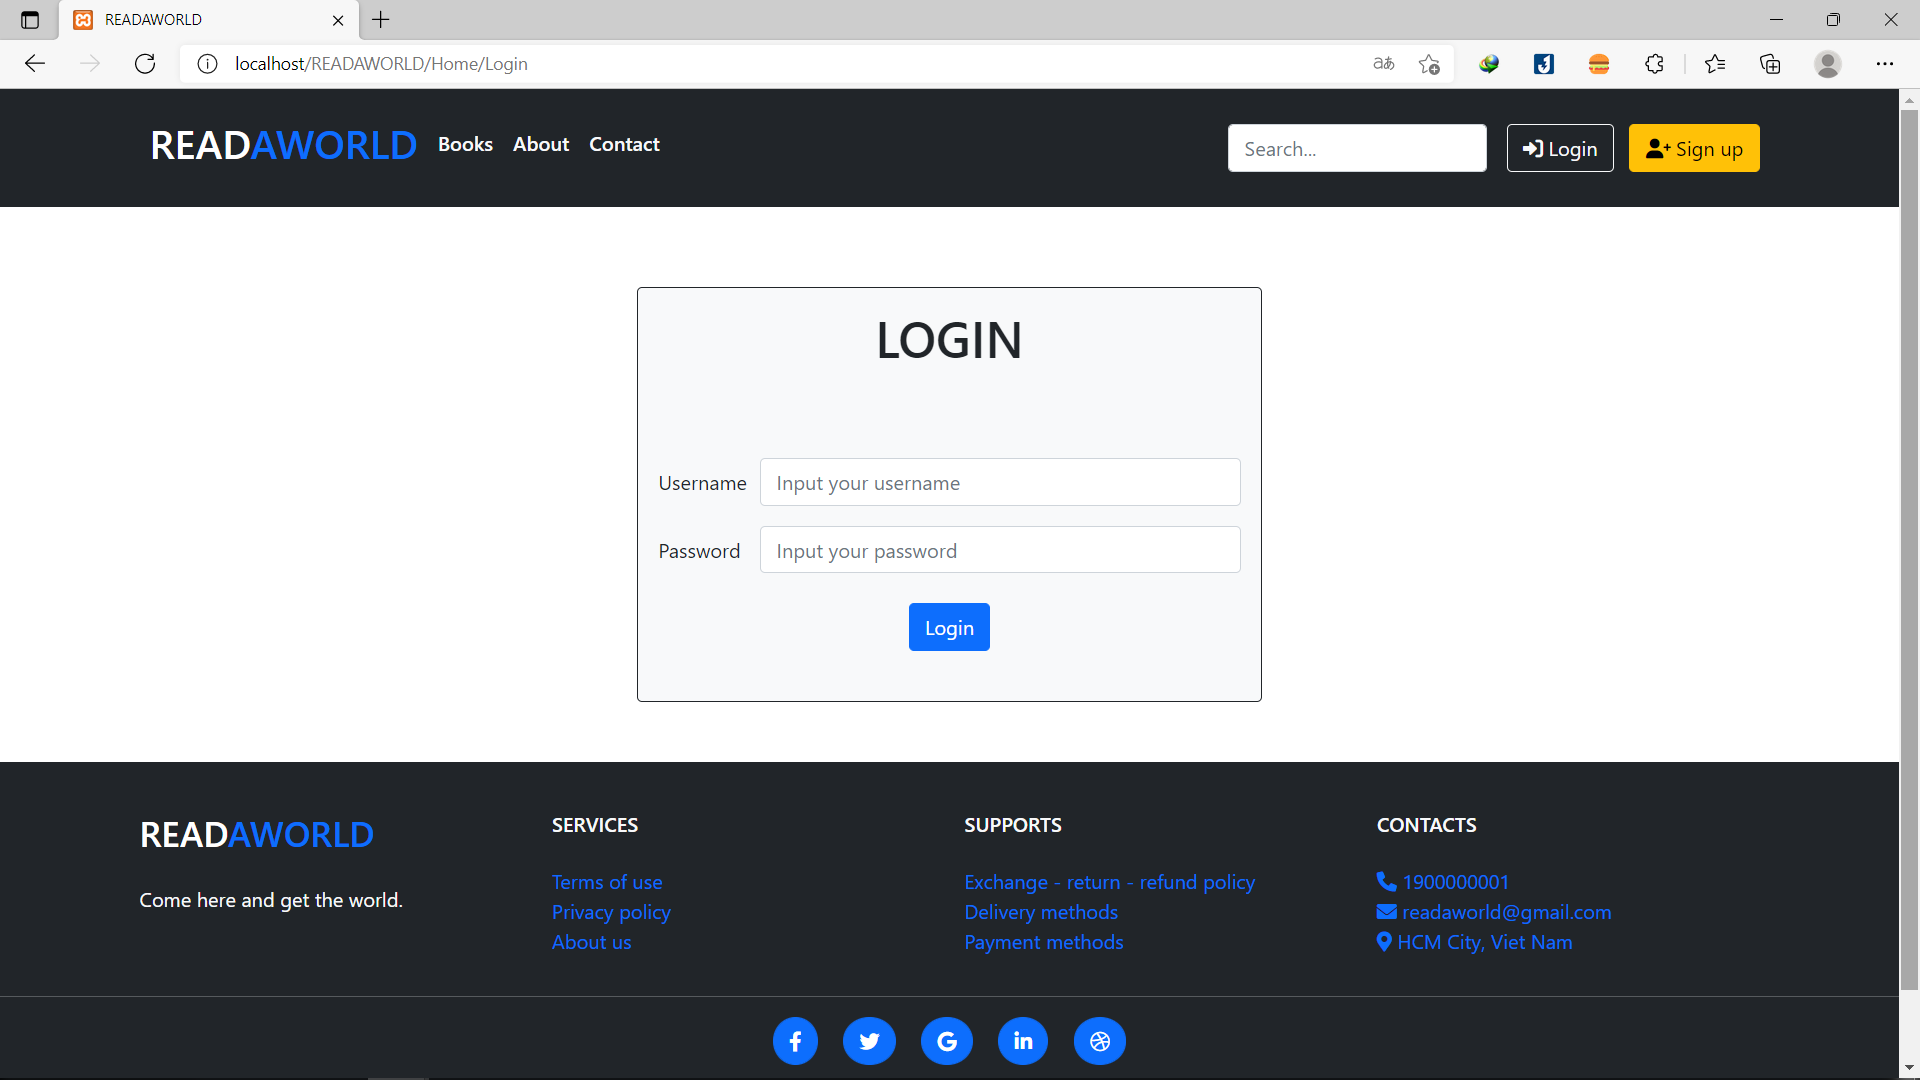 READAWORLD
localhost/READAWORLD/Home/Login
aあ
READAWORLD Books About Contact Search... Login Sign up
LOGIN
Username Input your username
Password Input your password
Login
READAWORLD
Come here and get the world.
SERVICES
Terms of use
Privacy policy
About us
SUPPORTS
Exchange - return - refund policy
Delivery methods
Payment methods
CONTACTS
1900000001
readaworld@gmail.com
HCM City, Viet Nam